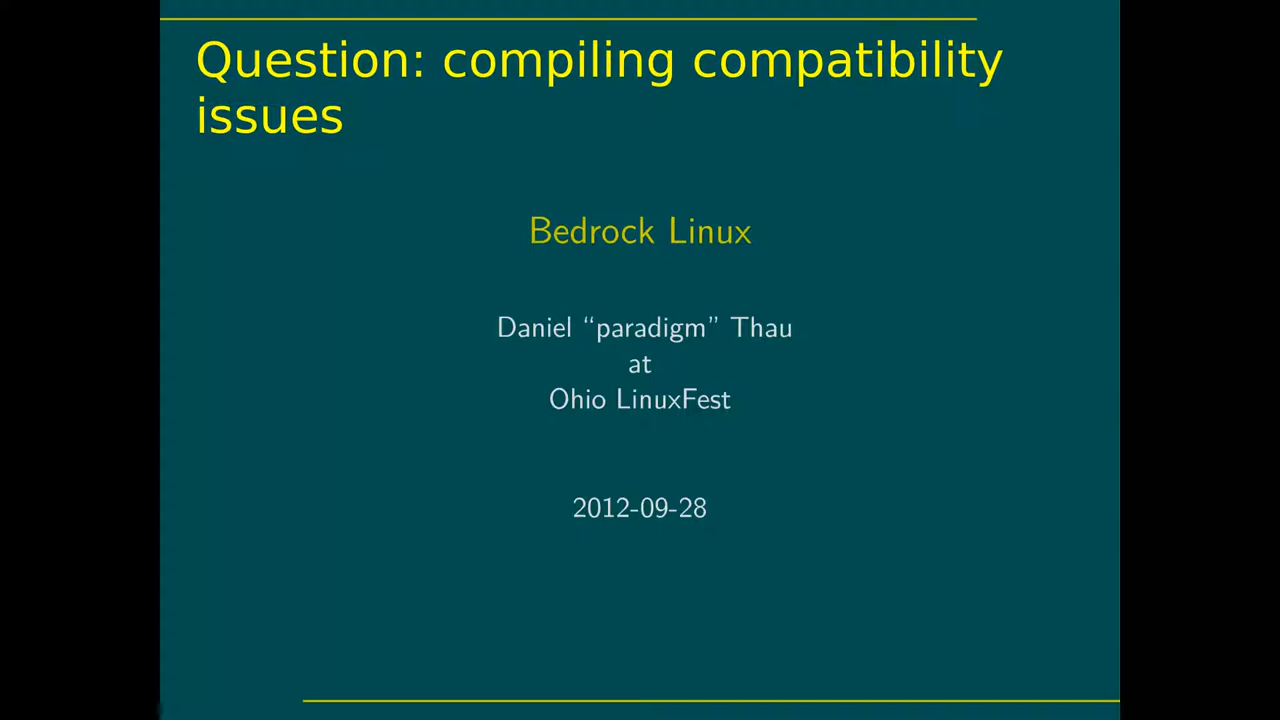 Question: compiling compatibility
issues
Bedrock Linux
Daniel “paradigm” Thau
at
Ohio LinuxFest
2012-09-28